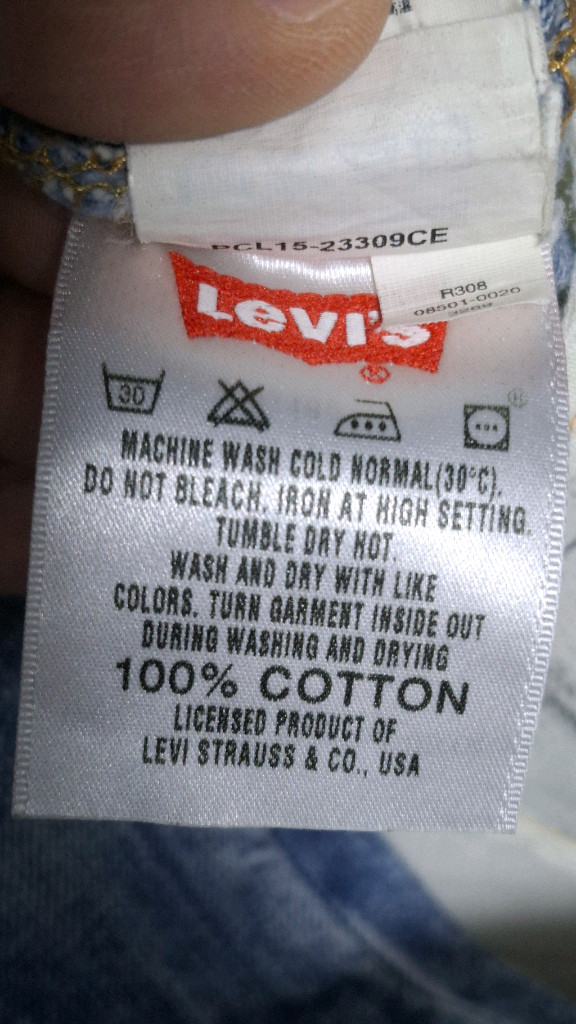 PCL15-23309CE
R308
08501-0020
Levi's
30
®
MACHINE WASH COLD NORMAL(30°C).
DO NOT BLEACH. IRON AT HIGH SETTING.
TUMBLE DRY HOT.
WASH AND DRY WITH LIKE
COLORS. TURN GARMENT INSIDE OUT
DURING WASHING AND DRYING
100% COTTON
LICENSED PRODUCT OF
LEVI STRAUSS & CO., USA